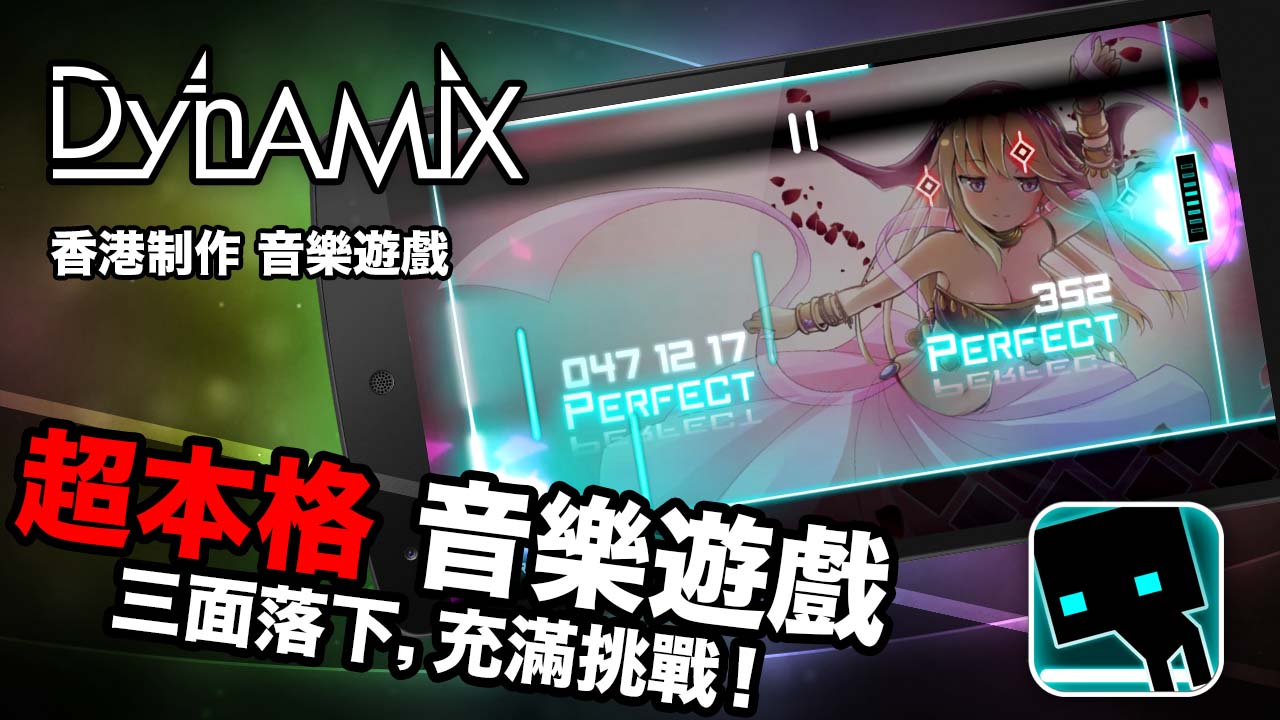 DynAMIX
香港制作 音樂遊戲
352
PERFECT
047 12 17
PERFECT
超本格 音樂遊戲
三面落下，充滿挑戰！